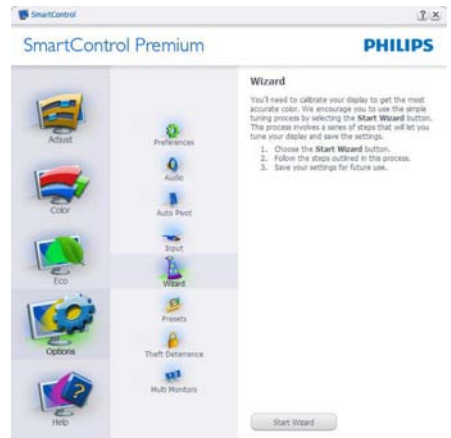 SmartControl
SmartControl Premium
PHILIPS
Adjust
Color
Eco
Options
Help
Preferences
Audio
Auto Pivot
Input
Wizard
Presets
Theft Deterrence
Multi Monitors
Wizard
You'll need to calibrate your display to get the most
accurate color. We encourage you to use the simple
tuning process by selecting the Start Wizard button.
This process involves a series of steps that will let you
tune your display and save the settings.
1. Choose the Start Wizard button.
2. Follow the steps outlined in this process.
3. Save your settings for future use.
Start Wizard